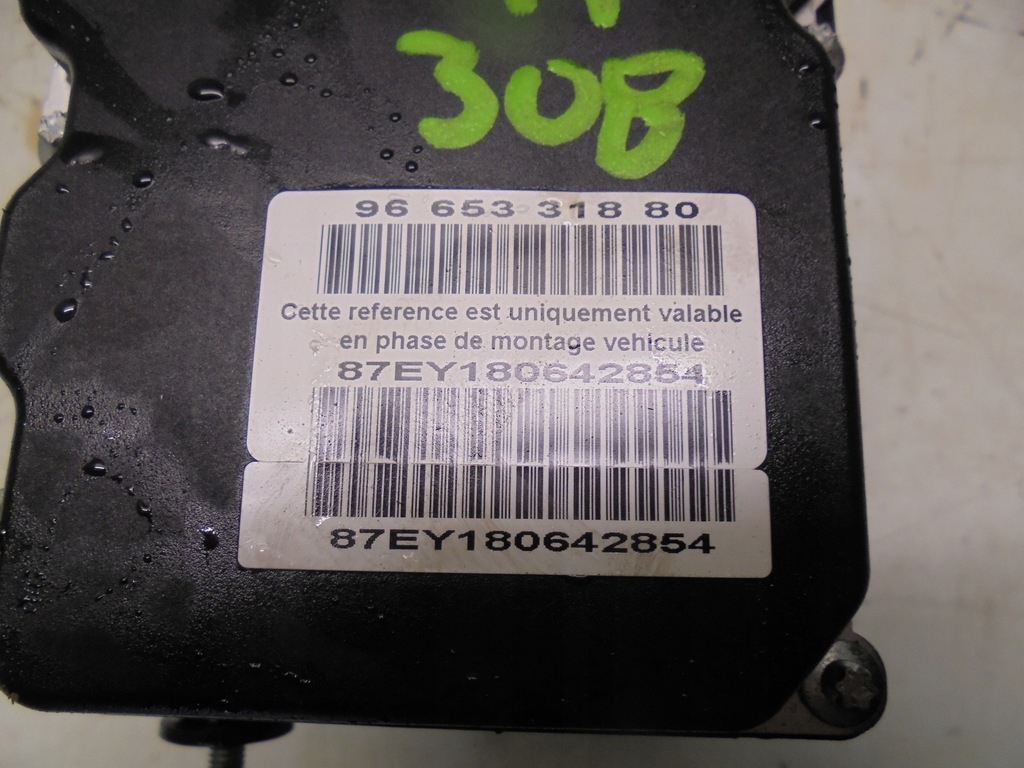 308
96 653 318 80
Cette reference est uniquement valable
en phase de montage vehicule
87EY180642854
87EY180642854